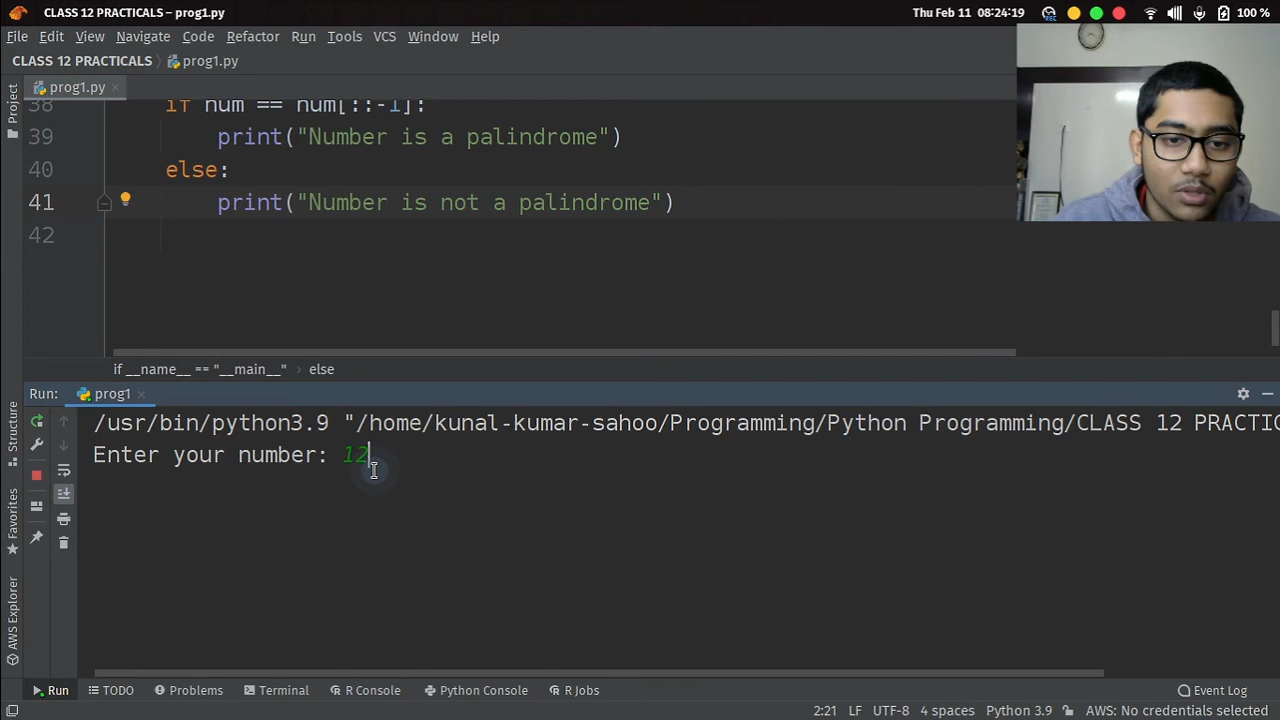 CLASS 12 PRACTICALS – prog1.py
Thu Feb 11 08:24:19
REC
100 %
File Edit View Navigate Code Refactor Run Tools VCS Window Help
CLASS 12 PRACTICALS › prog1.py
Project
prog1.py
38 if num == num[::-1]:
39 print("Number is a palindrome")
40 else:
41 print("Number is not a palindrome")
42
if __name__ == "__main__" › else
Run: prog1
/usr/bin/python3.9 "/home/kunal-kumar-sahoo/Programming/Python Programming/CLASS 12 PRACTIC
Enter your number: 12
Structure
Favorites
AWS Explorer
Run TODO Problems Terminal R Console Python Console R Jobs Event Log
2:21 LF UTF-8 4 spaces Python 3.9 AWS: No credentials selected